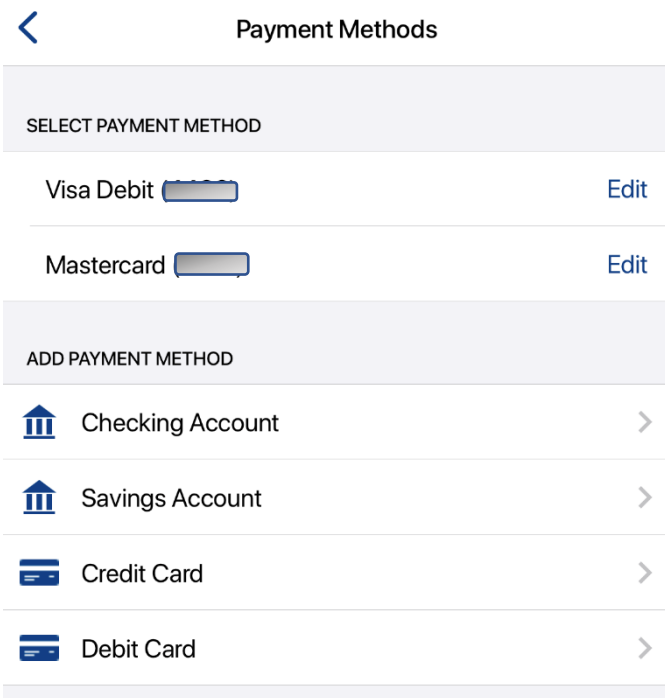 Payment Methods
SELECT PAYMENT METHOD
Visa Debit
Edit
Mastercard
Edit
ADD PAYMENT METHOD
Checking Account
Savings Account
Credit Card
Debit Card